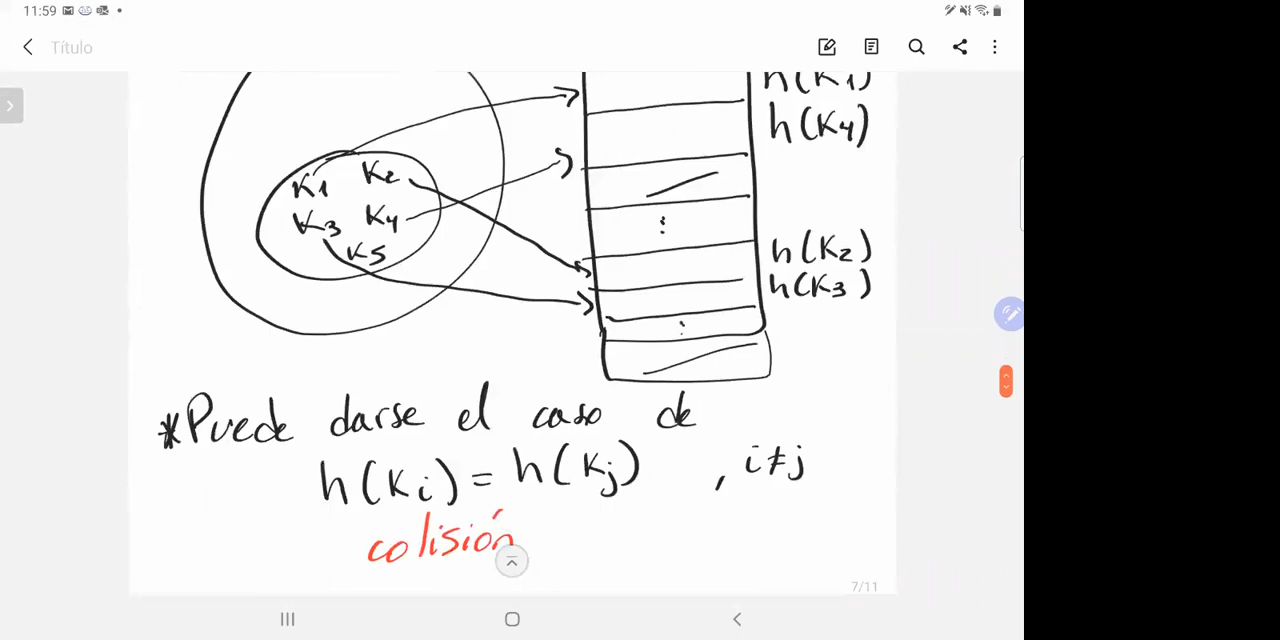 11:59
Título
h(K1)
h(K4)
K1 K2
K3 K4
K5
h(K2)
h(K3)
*Puede darse el caso de
h(Ki) = h(Kj) , i≠j
colisión
7/11